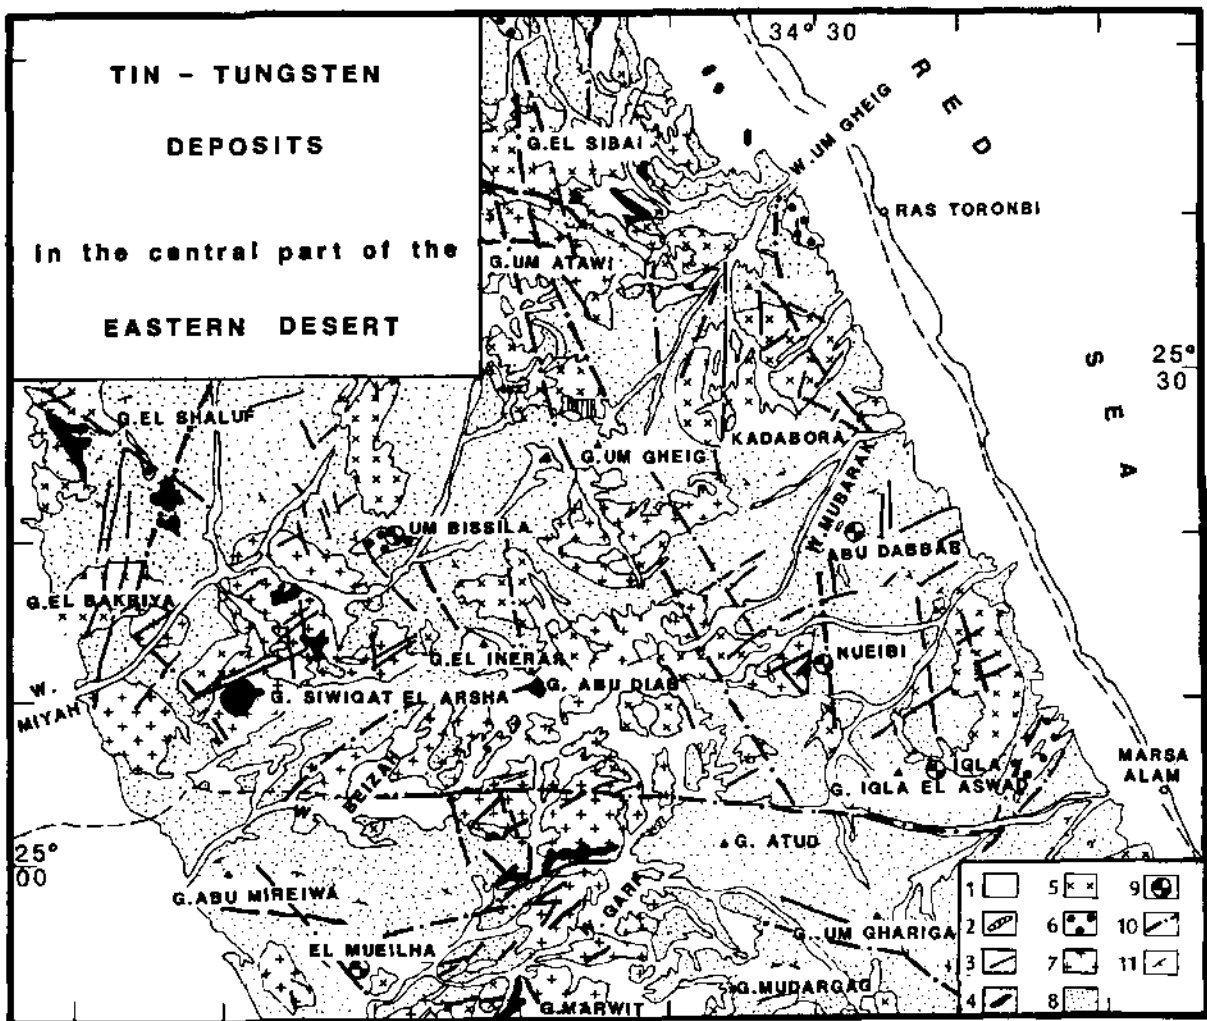 TIN – TUNGSTEN
DEPOSITS
in the central part of the
EASTERN DESERT
34° 30
RED SEA
G.EL SIBAI
W. UM GHEIG
RAS TORONBI
G.UM ATAWI
25°
30
G.EL SHALUF
KADABORA
G.UM GHEIG
W. MUBARAK
UM BISSILA
ABU DABBAB
G.EL BAKRIYA
G.EL INERAR
NUEIBI
G. ABU DIAB
G. SIWIQAT EL ARSHA
W.
MIYAH
MARSA
ALAM
IGLA
G. IGLA EL ASWAD
W. BEIZAH
G. ATUD
25°
00
G.ABU MIREIWA
W. GARA
G. UM GHARIGA
EL MUEILHA
G.MUDARGAG
G.MARWIT
1 5 9
2 6 10
3 7 11
4 8